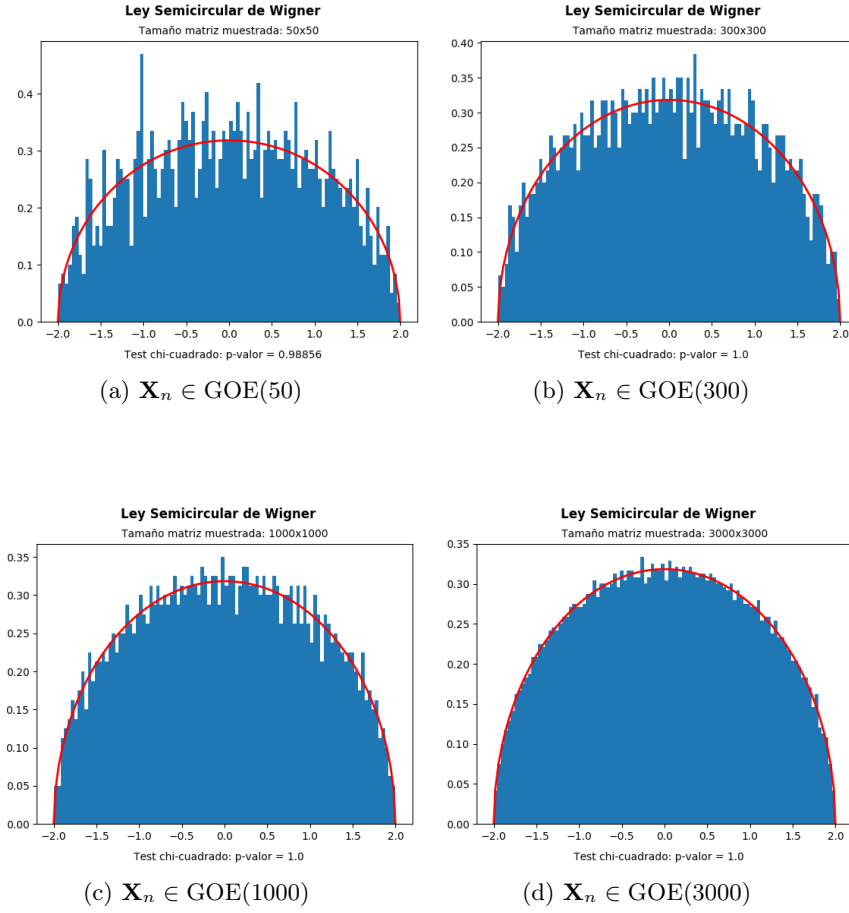 Ley Semicircular de Wigner
Tamaño matriz muestrada: 50x50
0.4
0.3
0.2
0.1
0.0
−2.0 −1.5 −1.0 −0.5 0.0 0.5 1.0 1.5 2.0
Test chi-cuadrado: p-valor = 0.98856
(a) Xₙ ∈ GOE(50)
Ley Semicircular de Wigner
Tamaño matriz muestrada: 300x300
0.40
0.35
0.30
0.25
0.20
0.15
0.10
0.05
0.00
−2.0 −1.5 −1.0 −0.5 0.0 0.5 1.0 1.5 2.0
Test chi-cuadrado: p-valor = 1.0
(b) Xₙ ∈ GOE(300)
Ley Semicircular de Wigner
Tamaño matriz muestrada: 1000x1000
0.35
0.30
0.25
0.20
0.15
0.10
0.05
0.00
−2.0 −1.5 −1.0 −0.5 0.0 0.5 1.0 1.5 2.0
Test chi-cuadrado: p-valor = 1.0
(c) Xₙ ∈ GOE(1000)
Ley Semicircular de Wigner
Tamaño matriz muestrada: 3000x3000
0.35
0.30
0.25
0.20
0.15
0.10
0.05
0.00
−2.0 −1.5 −1.0 −0.5 0.0 0.5 1.0 1.5 2.0
Test chi-cuadrado: p-valor = 1.0
(d) Xₙ ∈ GOE(3000)